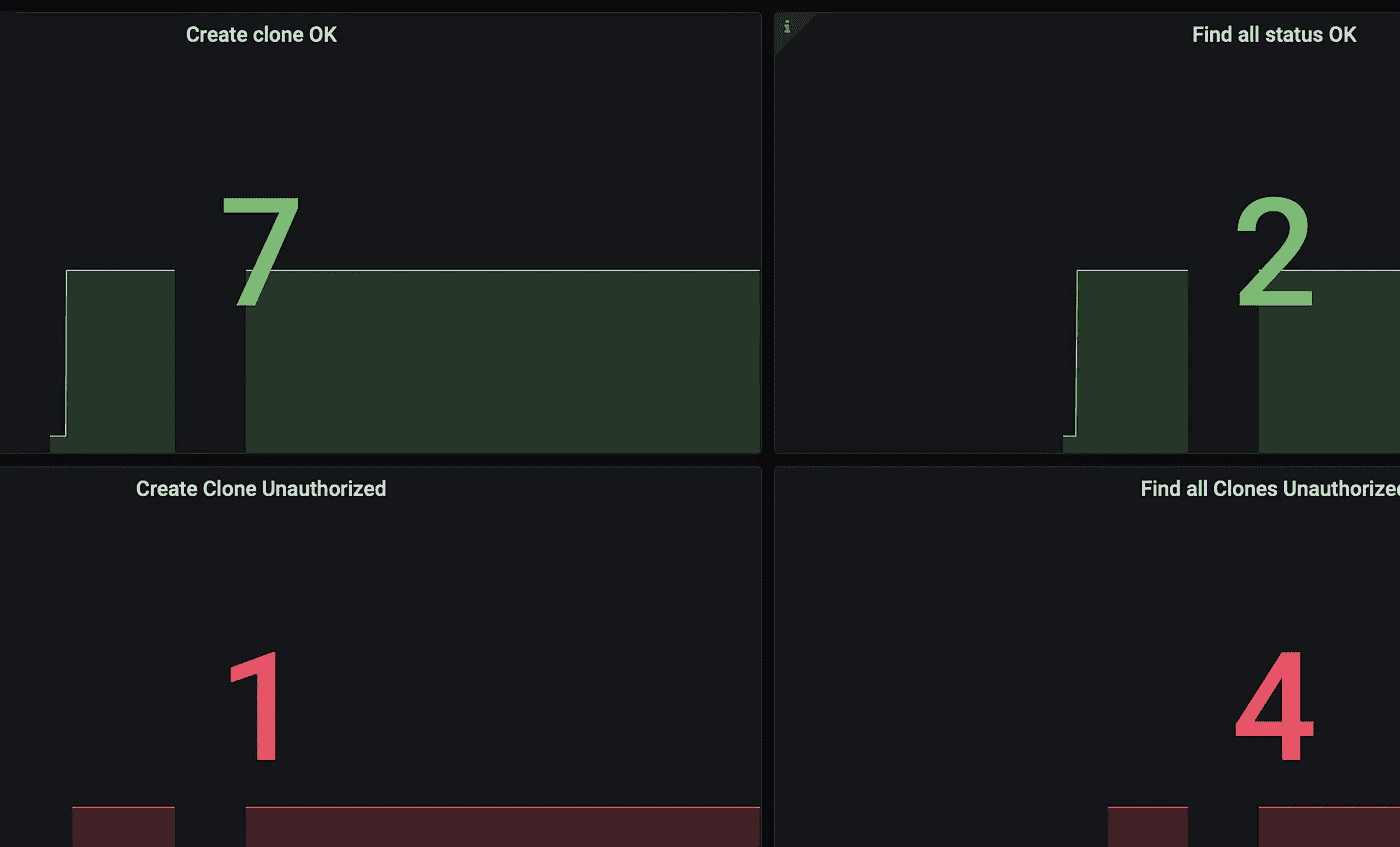 Create clone OK
i
Find all status OK
7
2
Create Clone Unauthorized
Find all Clones Unauthorized
1
4